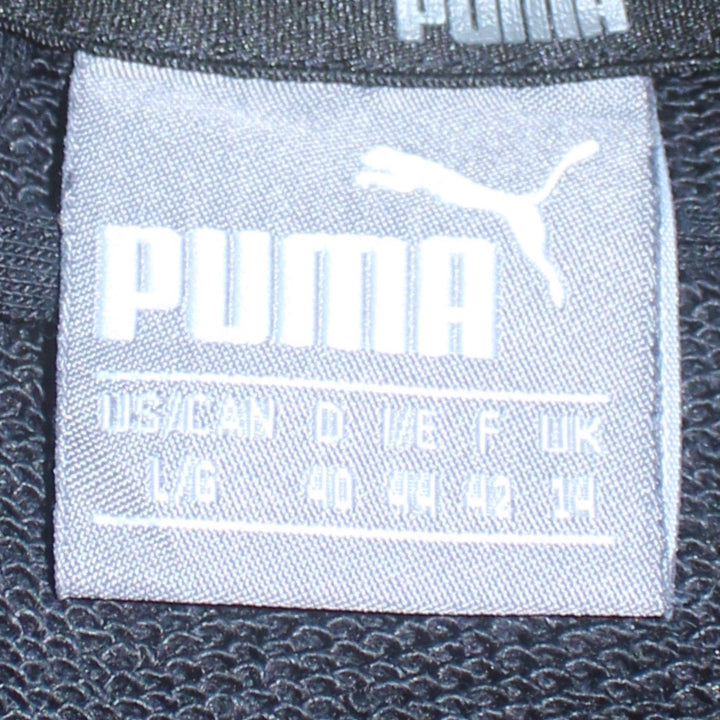 PUMA
PUMA
US/CAN D I/E F UK
L/G 40 44 42 14